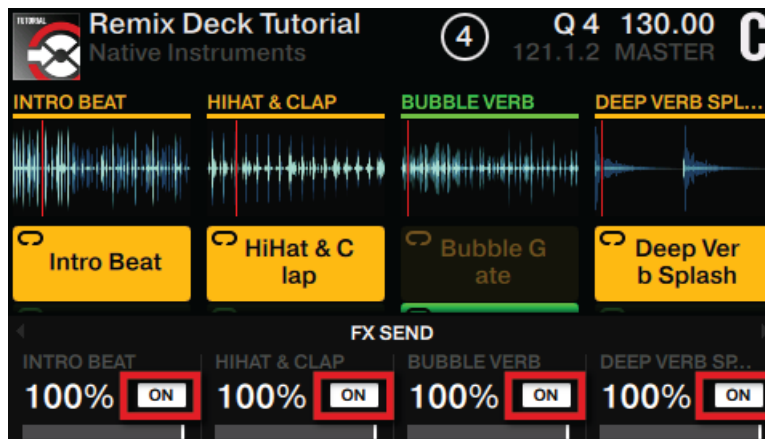 TUTORIAL
Remix Deck Tutorial
Native Instruments
4
Q 4 130.00
121.1.2 MASTER
C
INTRO BEAT HIHAT & CLAP BUBBLE VERB DEEP VERB SPL...
Intro Beat
HiHat & C
lap
Bubble G
ate
Deep Ver
b Splash
FX SEND
INTRO BEAT HIHAT & CLAP BUBBLE VERB DEEP VERB SP...
100% ON 100% ON 100% ON 100% ON